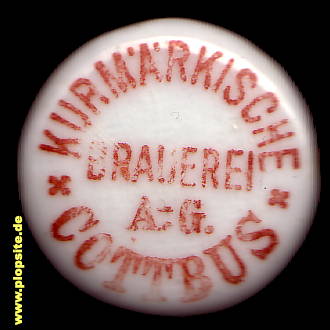 KURMÄRKISCHE
BRAUEREI
A.-G.
COTTBUS
www.plopsite.de